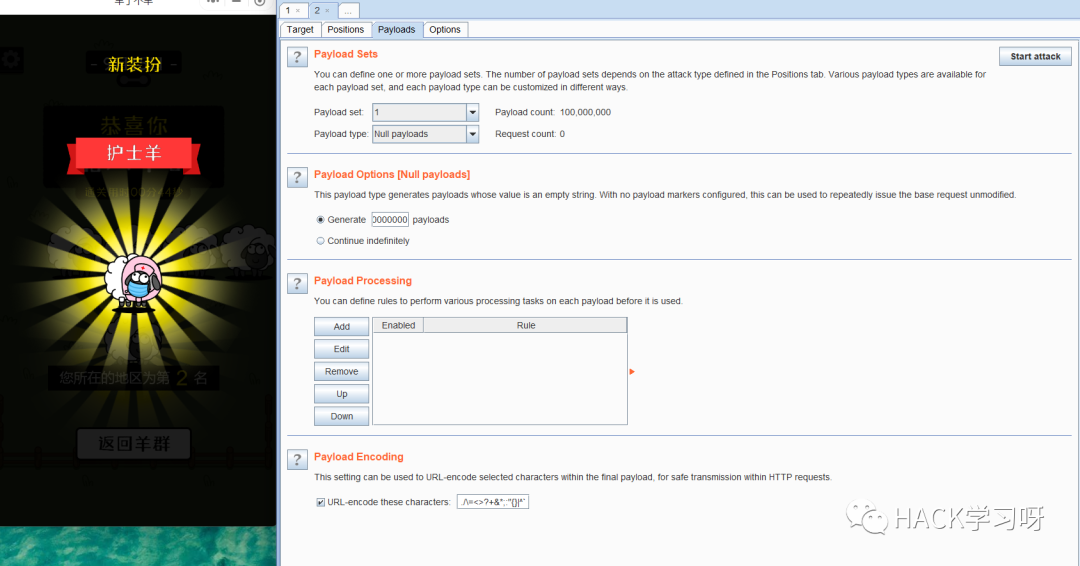 新装扮
恭喜你
护士羊
您所在的地区为第 2 名
返回羊群
1 × 2 × ...
Target Positions Payloads Options
? Payload Sets Start attack
You can define one or more payload sets. The number of payload sets depends on the attack type defined in the Positions tab. Various payload types are available for
each payload set, and each payload type can be customized in different ways.
Payload set: 1 Payload count: 100,000,000
Payload type: Null payloads Request count: 0
? Payload Options [Null payloads]
This payload type generates payloads whose value is an empty string. With no payload markers configured, this can be used to repeatedly issue the base request unmodified.
Generate 0000000 payloads
Continue indefinitely
? Payload Processing
You can define rules to perform various processing tasks on each payload before it is used.
Add Enabled Rule
Edit
Remove
Up
Down
? Payload Encoding
This setting can be used to URL-encode selected characters within the final payload, for safe transmission within HTTP requests.
URL-encode these characters: ./\=<>?+&*;:"{}|^`
HACK学习呀